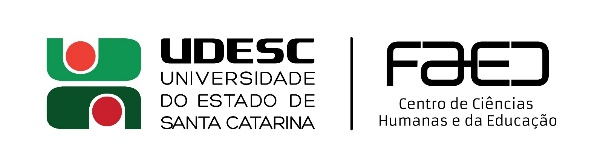 UDESC
UNIVERSIDADE
DO ESTADO DE
SANTA CATARINA
FAED
Centro de Ciências
Humanas e da Educação